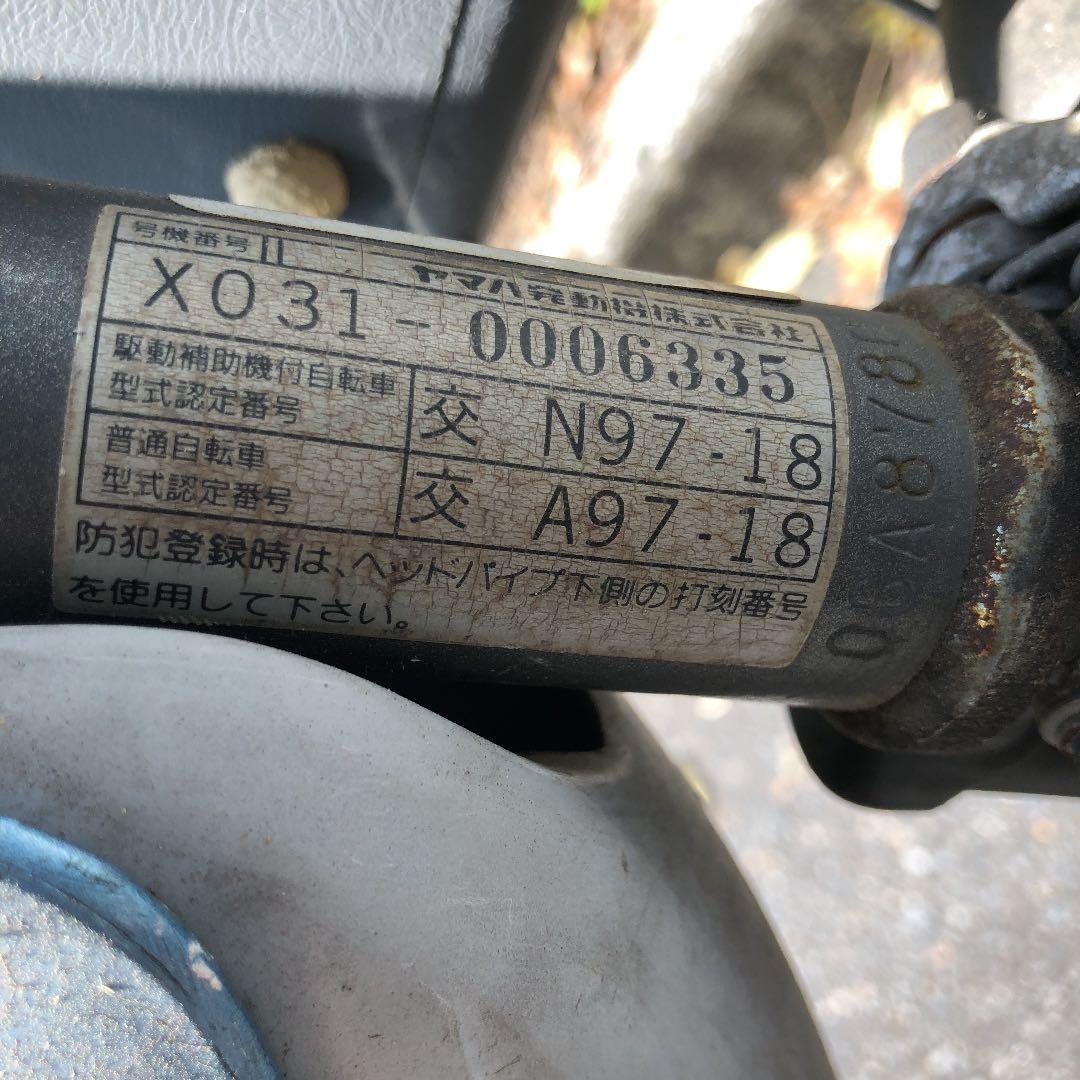 号機番号 ヤマハ発動機株式会社
X031-0006335
駆動補助機付自転車
型式認定番号
交 N97-18
普通自転車
型式認定番号
交 A97-18
防犯登録時は、ヘッドパイプ下側の打刻番号
を使用して下さい。